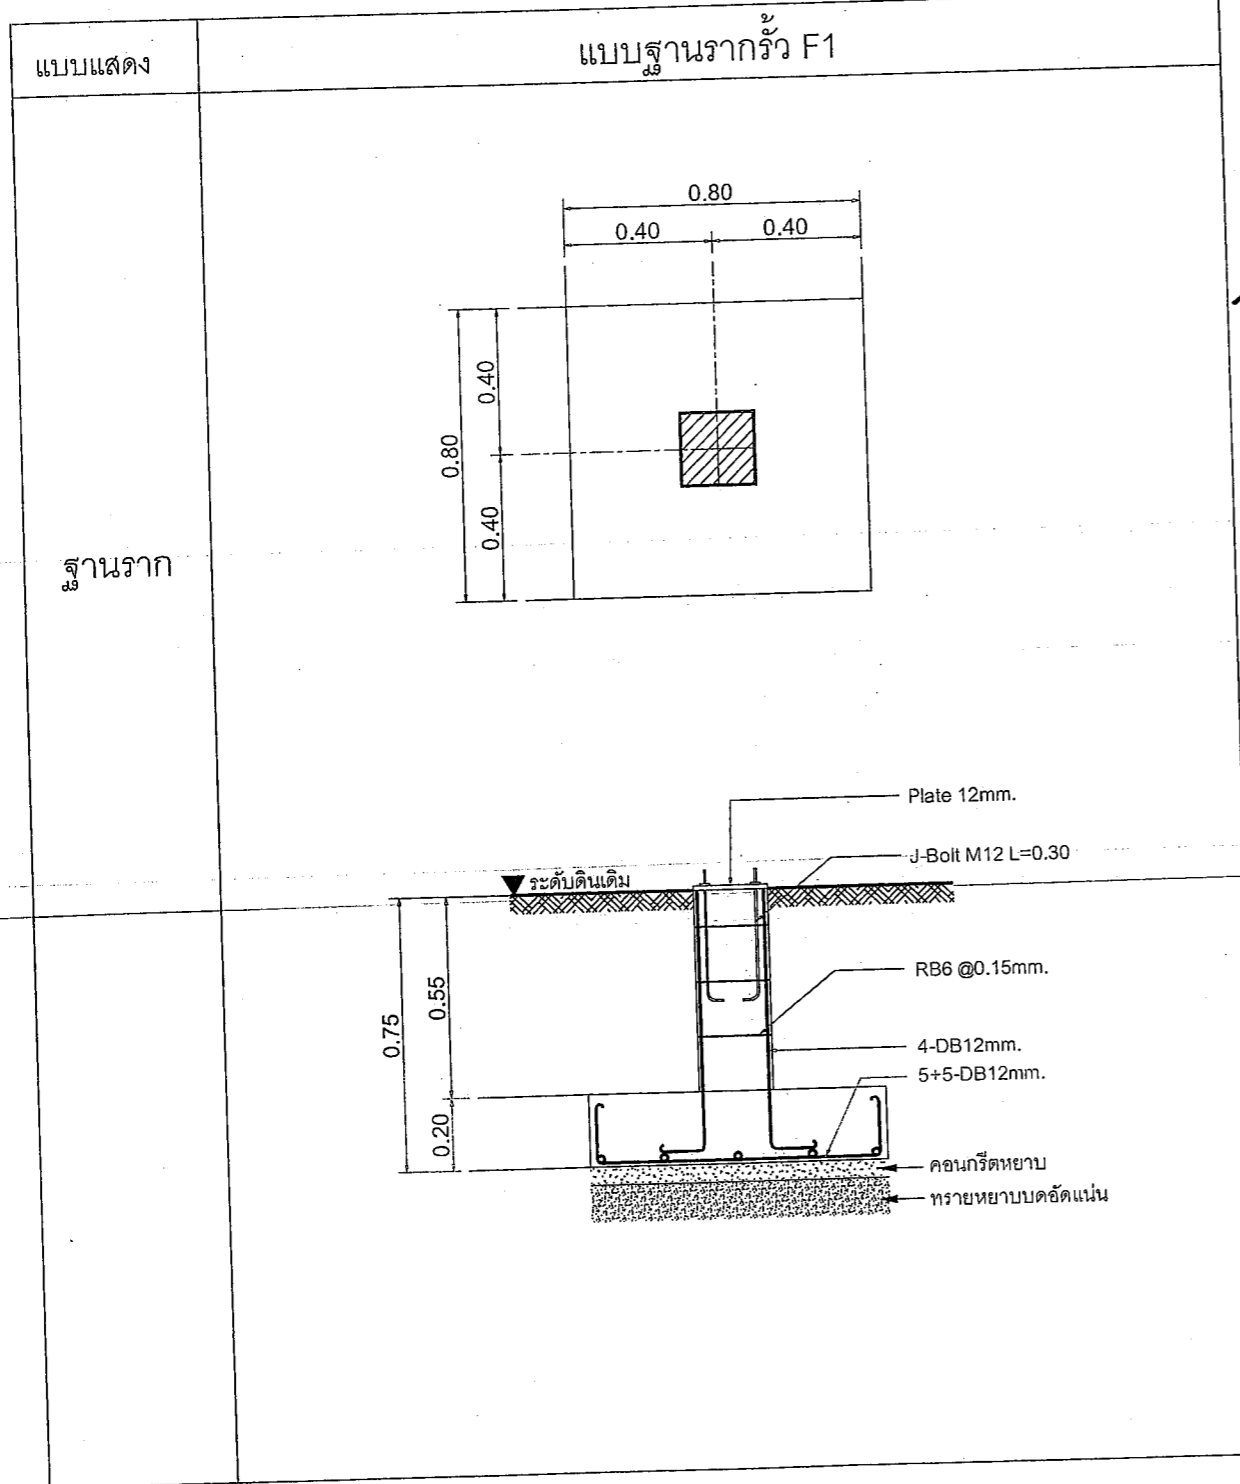 แบบแสดง
แบบฐานรากรั้ว F1
0.80
0.40
0.40
0.40
0.80
0.40
ฐานราก
Plate 12mm.
J-Bolt M12 L=0.30
ระดับดินเดิม
RB6 @0.15mm.
0.55
0.75
4-DB12mm.
5+5-DB12mm.
0.20
คอนกรีตหยาบ
ทรายหยาบบดอัดแน่น